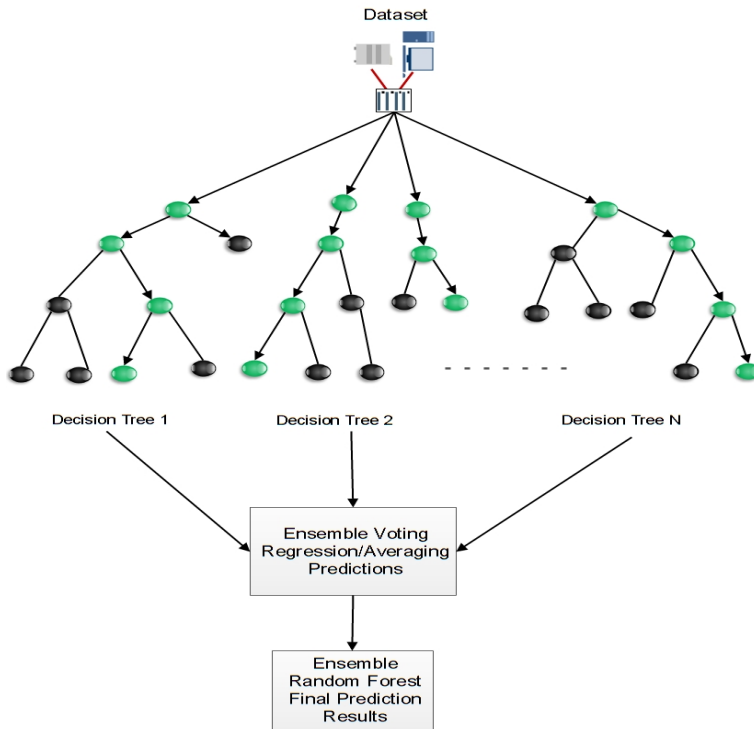 Dataset
Decision Tree 1
Decision Tree 2
Decision Tree N
Ensemble Voting
Regression/Averaging
Predictions
Ensemble
Random Forest
Final Prediction
Results